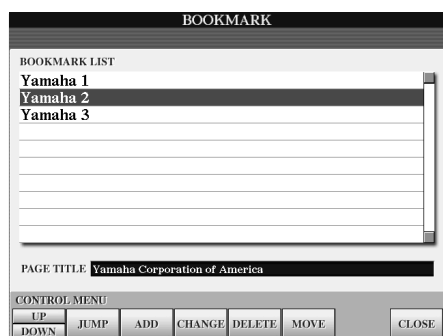 BOOKMARK
BOOKMARK LIST
Yamaha 1
Yamaha 2
Yamaha 3
PAGE TITLE Yamaha Corporation of America
CONTROL MENU
UP
DOWN JUMP ADD CHANGE DELETE MOVE CLOSE